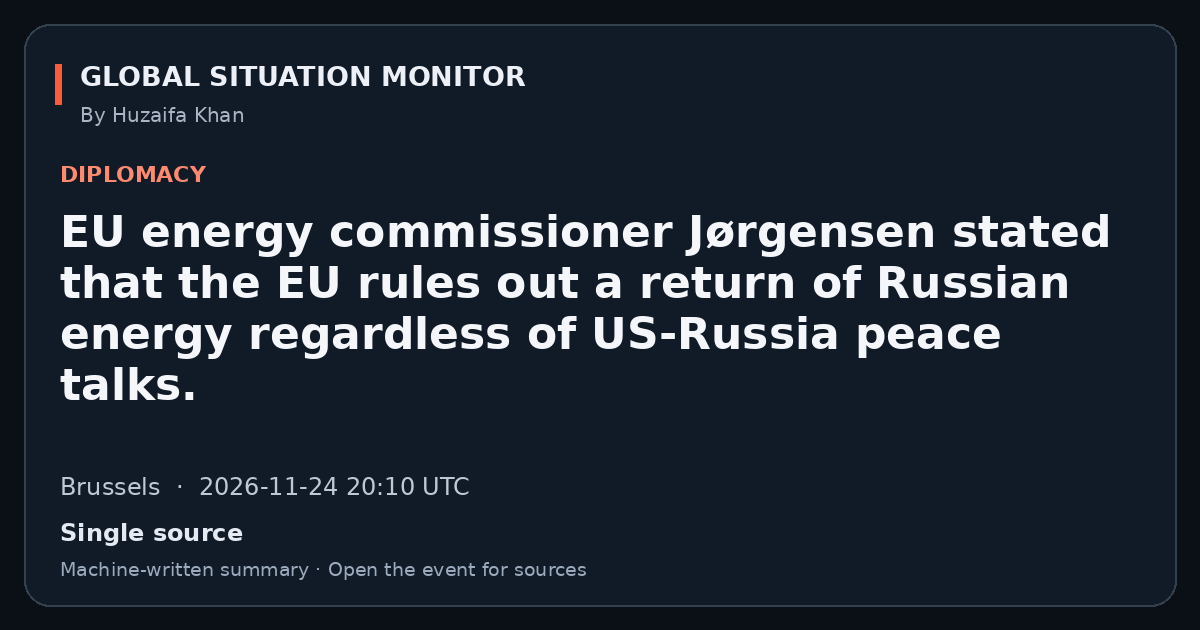 GLOBAL SITUATION MONITOR
By Huzaifa Khan
DIPLOMACY
EU energy commissioner Jørgensen stated
that the EU rules out a return of Russian
energy regardless of US-Russia peace
talks.
Brussels · 2026-11-24 20:10 UTC
Single source
Machine-written summary · Open the event for sources